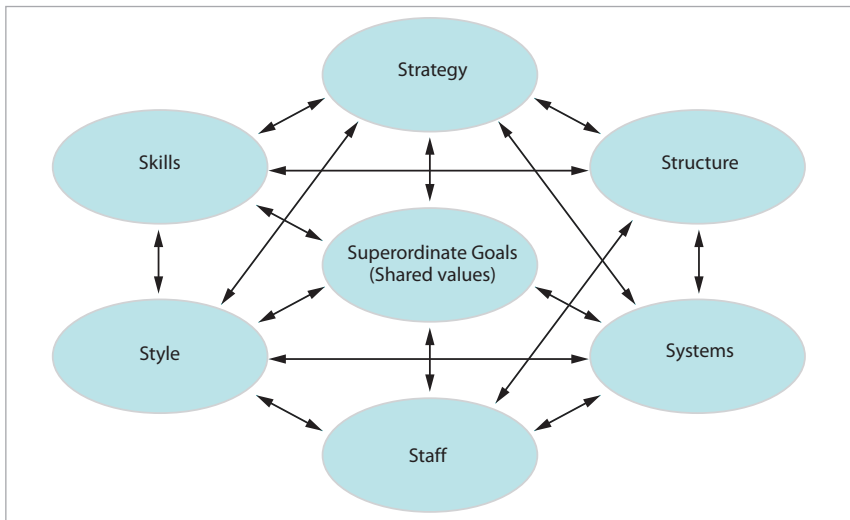 Strategy
Skills
Structure
Superordinate Goals
(Shared values)
Style
Systems
Staff